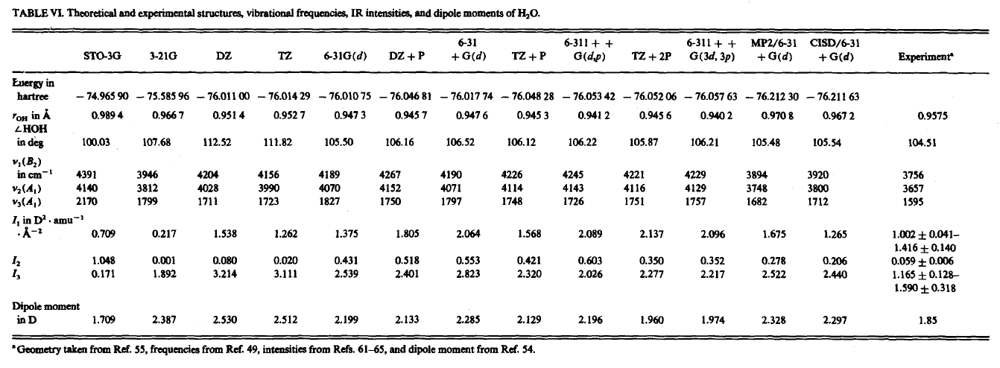 TABLE VI. Theoretical and experimental structures, vibrational frequencies, IR intensities, and dipole moments of H₂O.
6-31 6-311 + + 6-311 + + MP2/6-31 CISD/6-31
STO-3G 3-21G DZ TZ 6-31G(d) DZ + P + G(d) TZ + P G(d,p) TZ + 2P G(3d, 3p) + G(d) + G(d) Experimentᵃ
Energy in
hartree − 74.965 90 − 75.585 96 − 76.011 00 − 76.014 29 − 76.010 75 − 76.046 81 − 76.017 74 − 76.048 28 − 76.053 42 − 76.052 06 − 76.057 63 − 76.212 30 − 76.211 63
r_OH in Å 0.989 4 0.966 7 0.951 4 0.952 7 0.947 3 0.945 7 0.947 6 0.945 3 0.941 2 0.945 6 0.940 2 0.970 8 0.967 2 0.9575
∠HOH
in deg 100.03 107.68 112.52 111.82 105.50 106.16 106.52 106.12 106.22 105.87 106.21 105.48 105.54 104.51
ν₁(B₂)
in cm⁻¹ 4391 3946 4204 4156 4189 4267 4190 4226 4245 4221 4229 3894 3920 3756
ν₂(A₁) 4140 3812 4028 3990 4070 4152 4071 4114 4143 4116 4129 3748 3800 3657
ν₃(A₁) 2170 1799 1711 1723 1827 1750 1797 1748 1726 1751 1757 1682 1712 1595
I₁ in D² · amu⁻¹
· Å⁻² 0.709 0.217 1.538 1.262 1.375 1.805 2.064 1.568 2.089 2.137 2.096 1.675 1.265 1.002 ± 0.041–
1.416 ± 0.140
I₂ 1.048 0.001 0.080 0.020 0.431 0.518 0.553 0.421 0.603 0.350 0.352 0.278 0.206 0.059 ± 0.006
I₃ 0.171 1.892 3.214 3.111 2.539 2.401 2.823 2.320 2.026 2.277 2.217 2.522 2.440 1.165 ± 0.128–
1.590 ± 0.318
Dipole moment
in D 1.709 2.387 2.530 2.512 2.199 2.133 2.285 2.129 2.196 1.960 1.974 2.328 2.297 1.85
ᵃ Geometry taken from Ref. 55, frequencies from Ref. 49, intensities from Refs. 61–65, and dipole moment from Ref. 54.